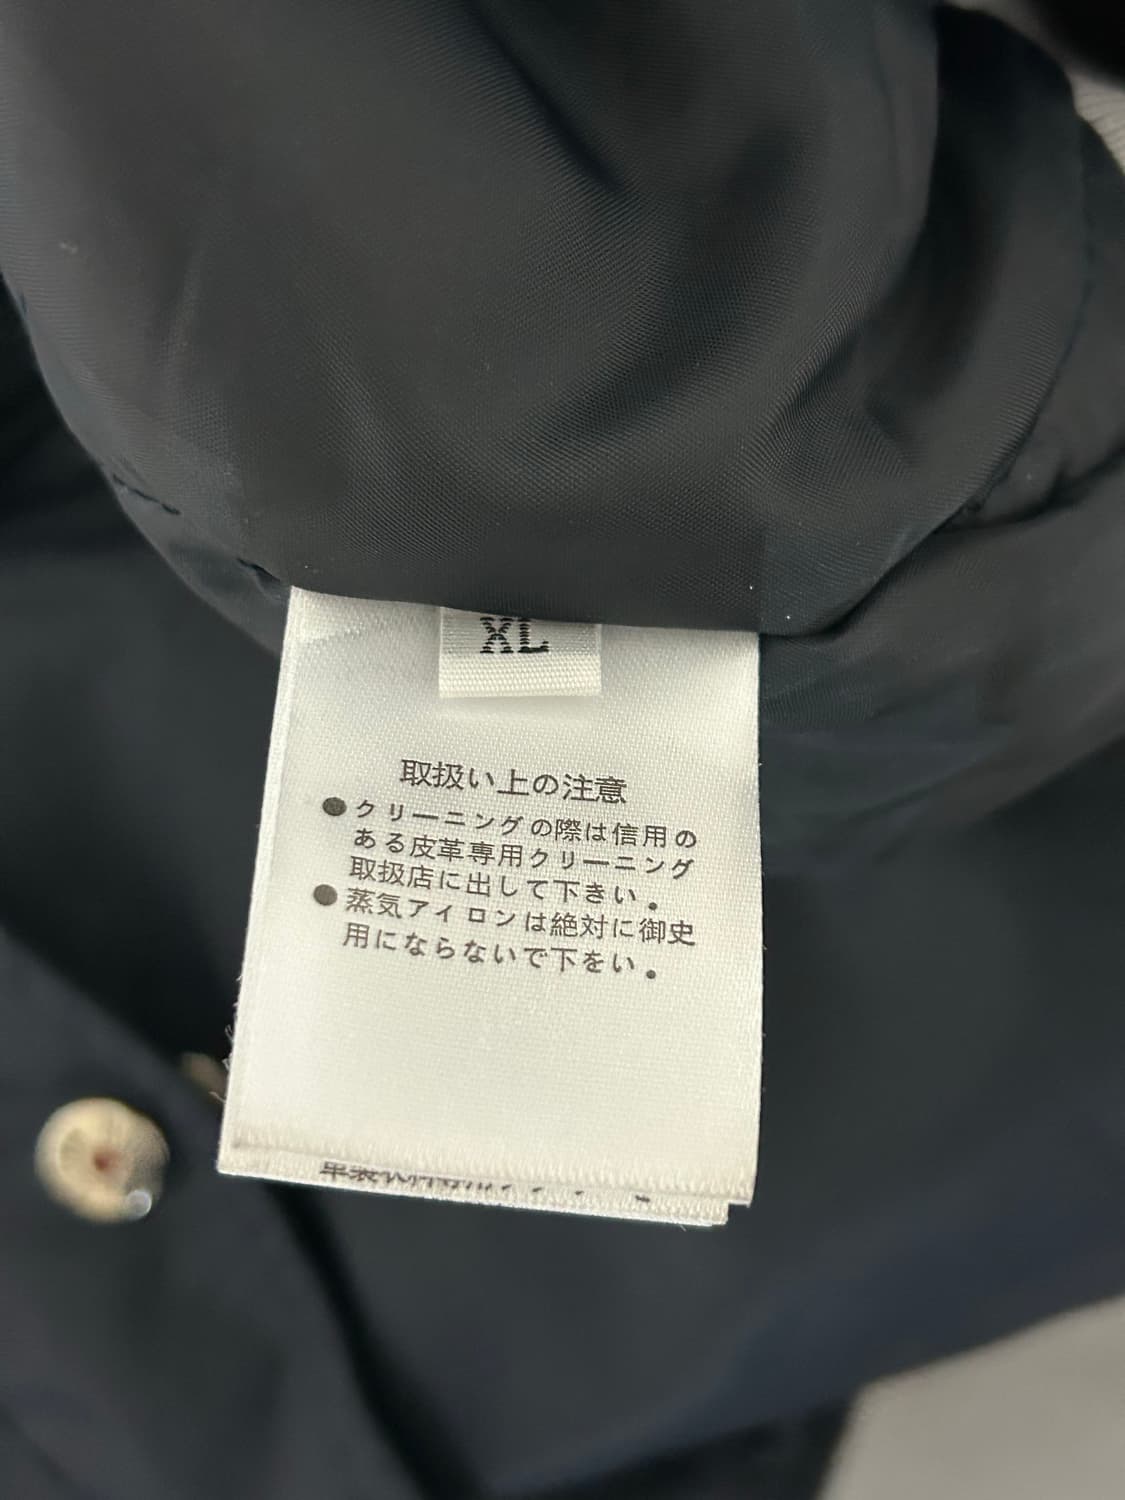 XL
取扱い上の注意
●クリーニングの際は信用の
ある皮革専用クリーニング
取扱店に出して下きい.
●蒸気アイロンは絶対に御史
用にならないで下をい.